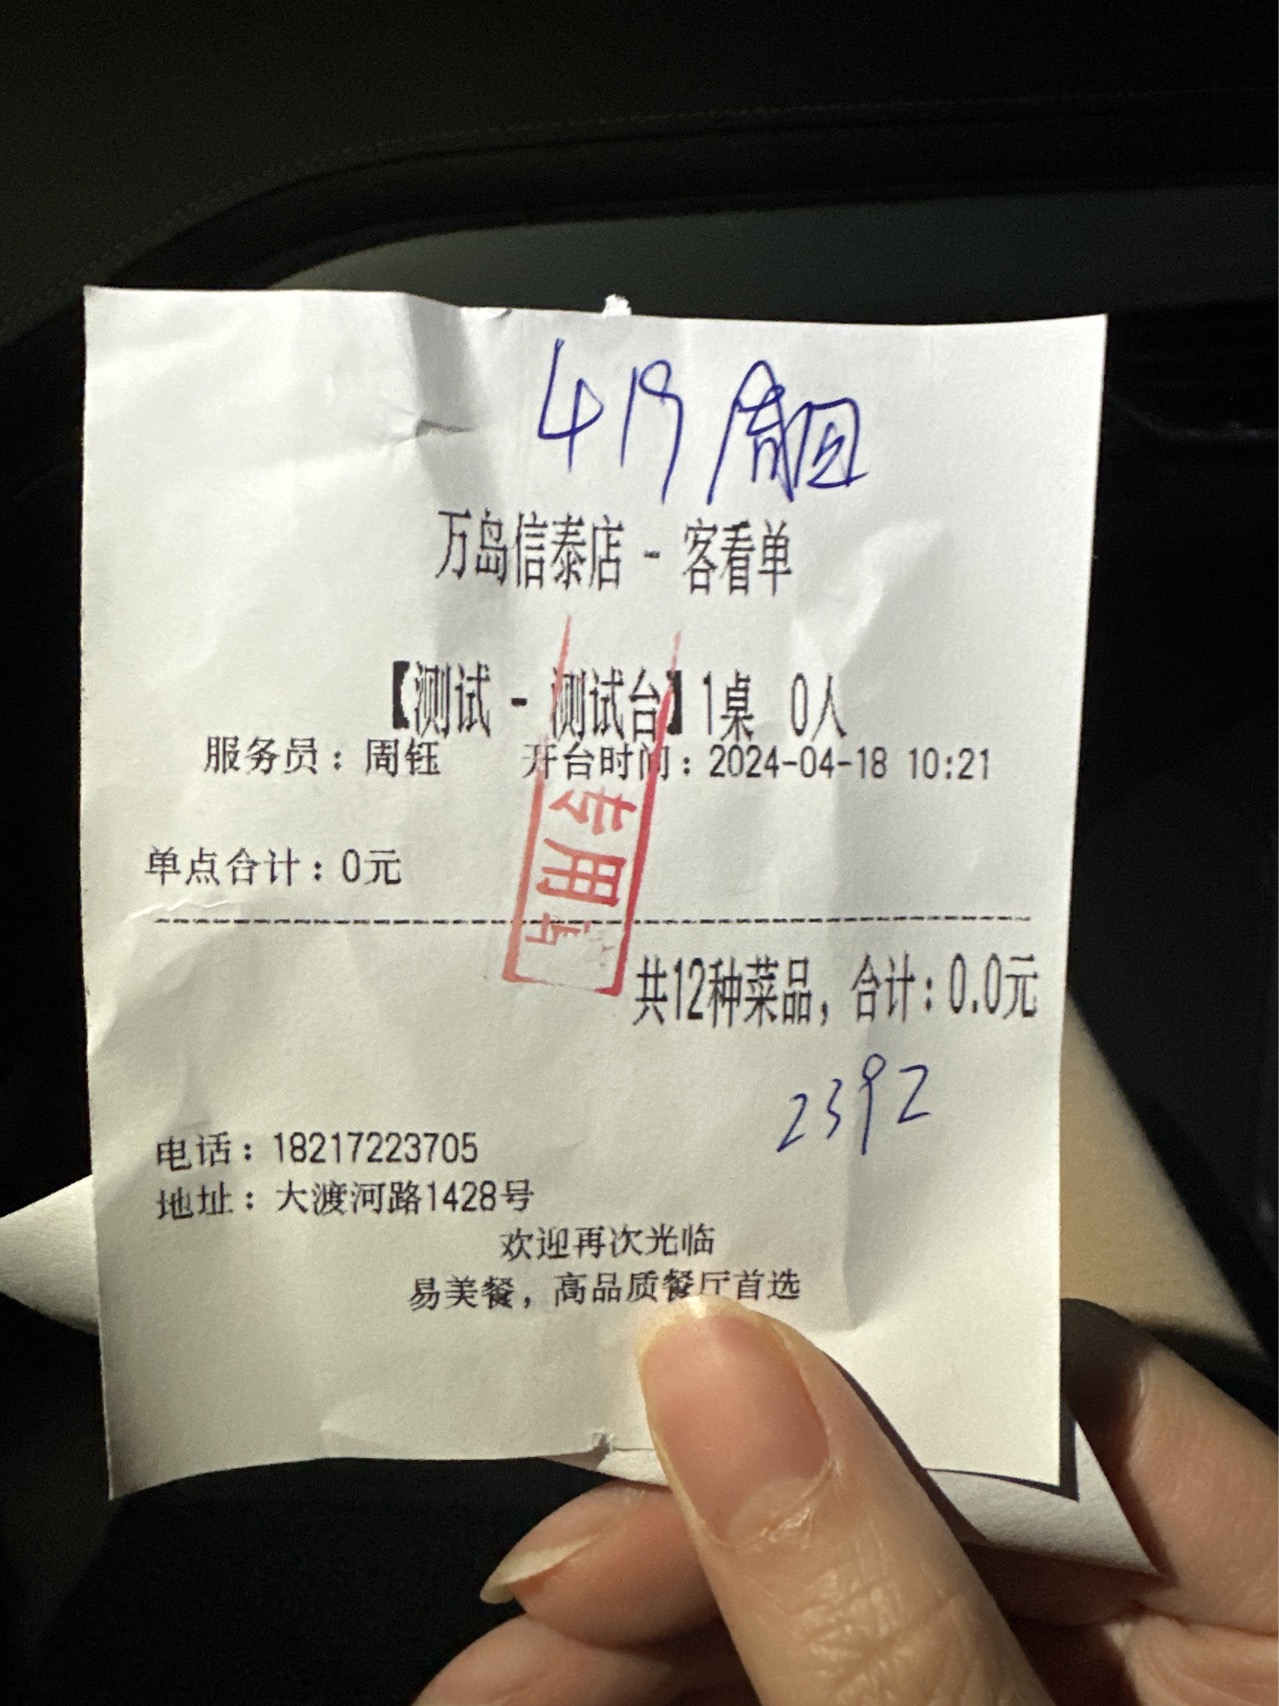 419
万岛信泰店 - 客看单
【测试 - 测试台】1桌 0人
服务员：周钰 开台时间：2024-04-18 10:21
单点合计：0元
专用
共12种菜品，合计：0.0元
2392
电话：18217223705
地址：大渡河路1428号
欢迎再次光临
易美餐，高品质餐厅首选